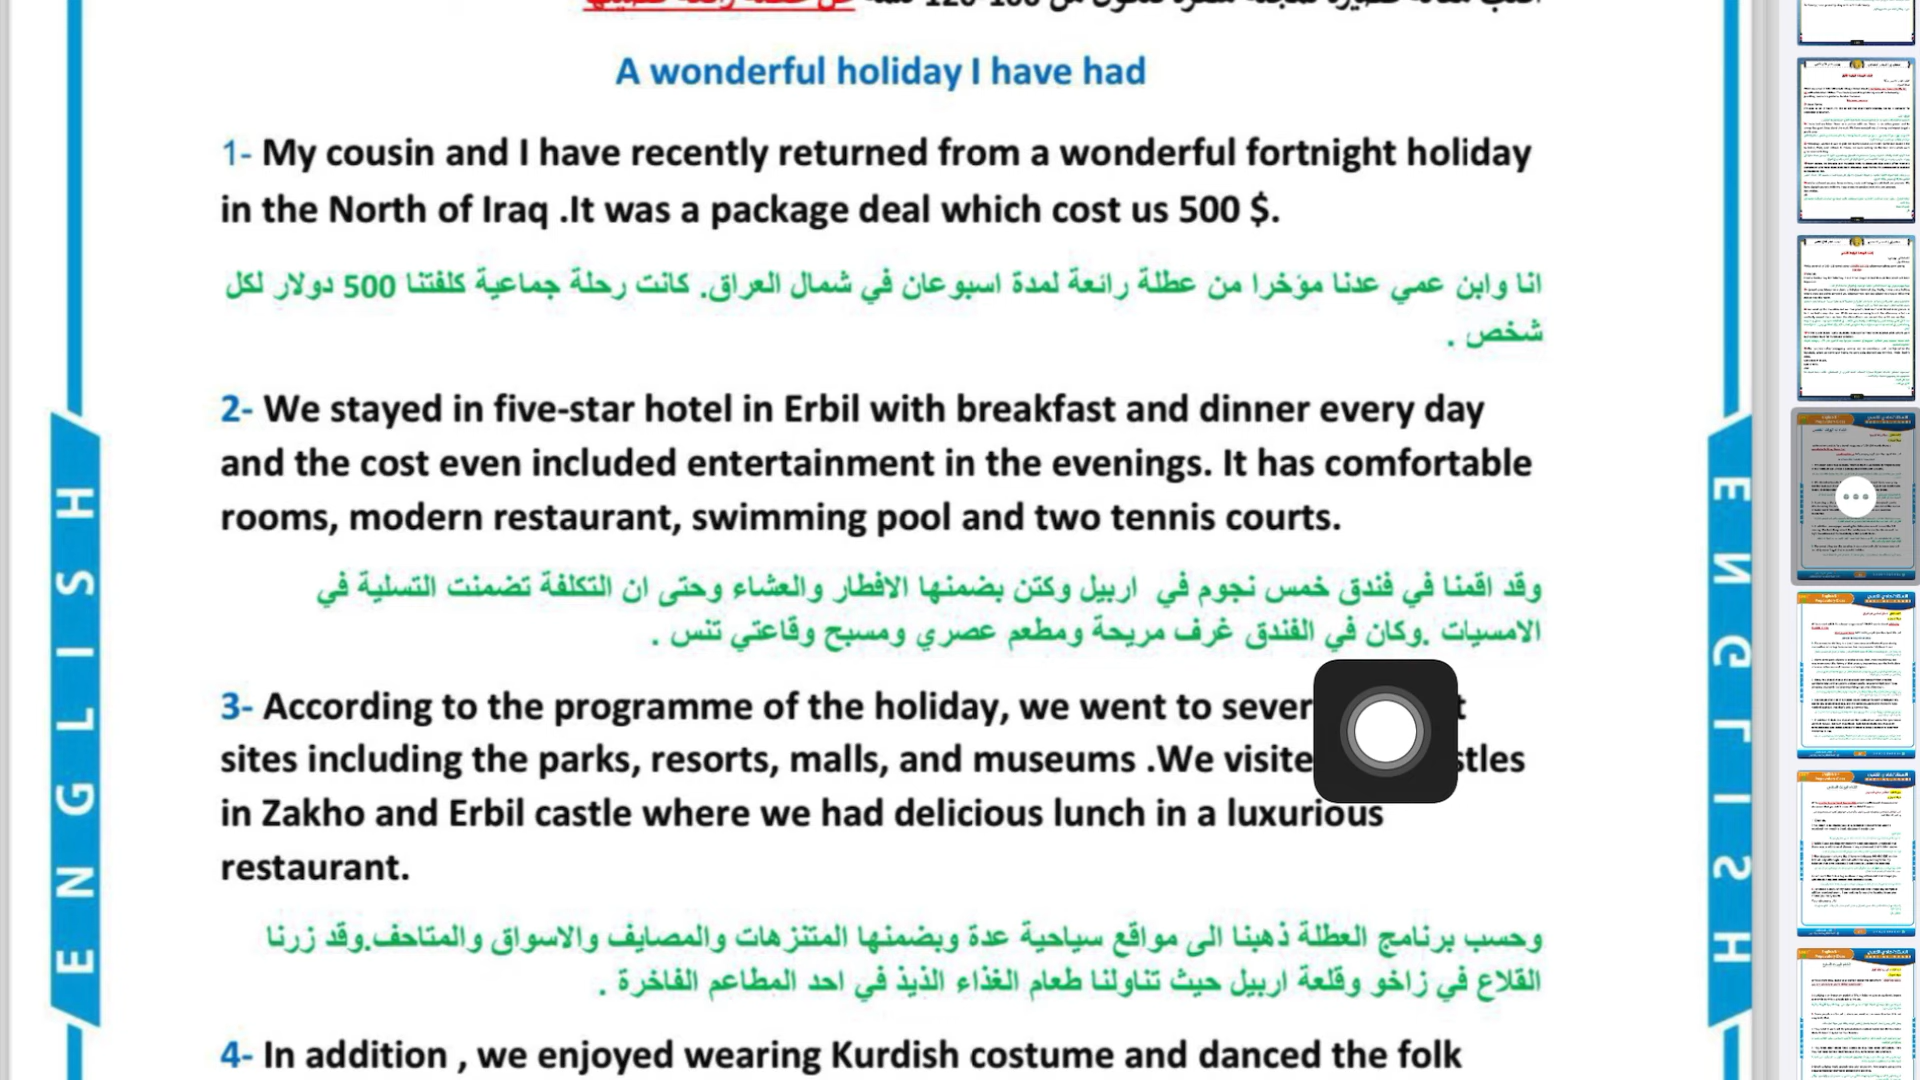 A wonderful holiday I have had
1- My cousin and I have recently returned from a wonderful fortnight holiday
in the North of Iraq .It was a package deal which cost us 500 $.
انا وابن عمي عدنا مؤخرا من عطلة رائعة لمدة اسبوعان في شمال العراق. كانت رحلة جماعية كلفتنا 500 دولار لكل
شخص .
2- We stayed in five-star hotel in Erbil with breakfast and dinner every day
and the cost even included entertainment in the evenings. It has comfortable
rooms, modern restaurant, swimming pool and two tennis courts.
وقد اقمنا في فندق خمس نجوم في اربيل وكتن بضمنها الافطار والعشاء وحتى ان التكلفة تضمنت التسلية في
الامسيات .وكان في الفندق غرف مريحة ومطعم عصري ومسبح وقاعتي تنس .
3- According to the programme of the holiday, we went to
sites including the parks, resorts, malls, and museums .We
in Zakho and Erbil castle where we had delicious lunch in a luxurious
restaurant.
وحسب برنامج العطلة ذهبنا الى مواقع سياحية عدة وبضمنها المتنزهات والمصايف والاسواق والمتاحف.وقد زرنا
القلاع في زاخو وقلعة اربيل حيث تناولنا طعام الغذاء الذيذ في احد المطاعم الفاخرة .
4- In addition , we enjoyed wearing Kurdish costume and danced the folk
ENGLISH
ENGLISH